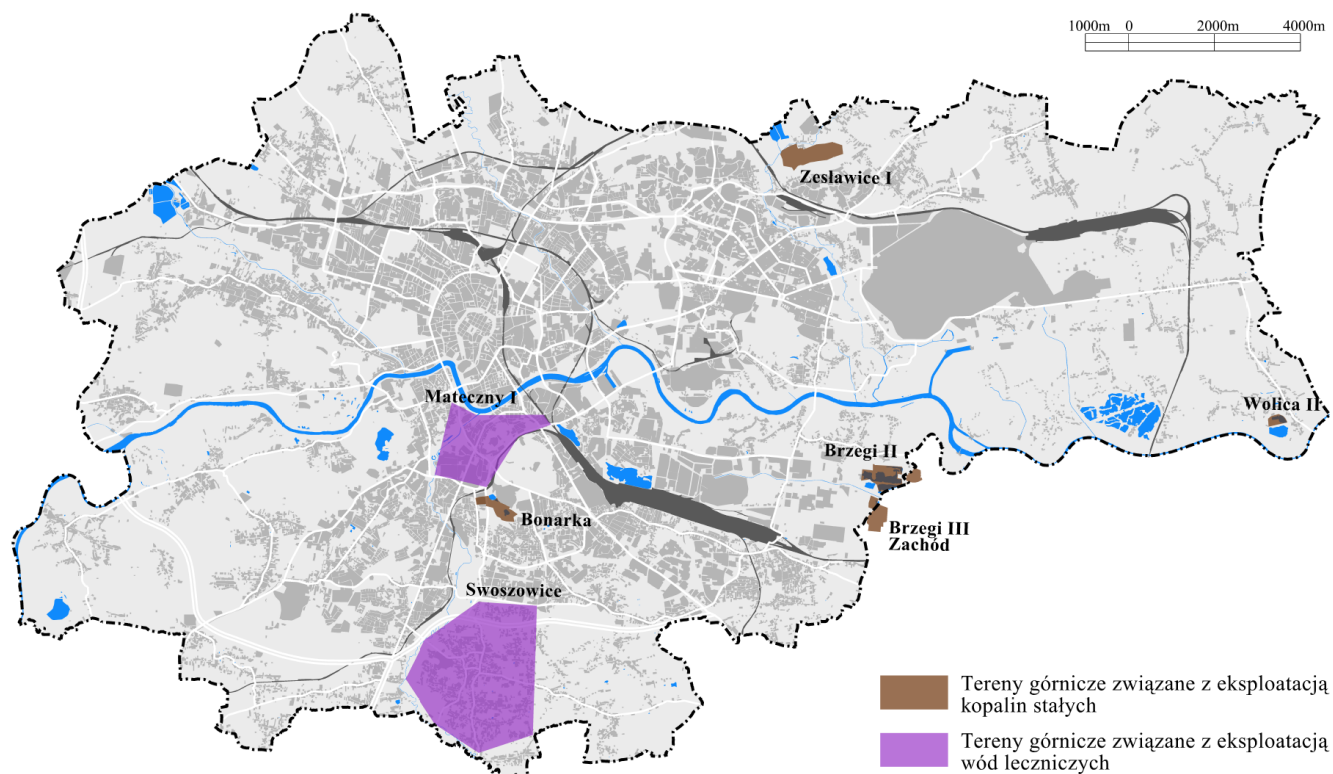 1000m 0 2000m 4000m
Zesławice I
Mateczny I
Wolica II
Brzegi II
Bonarka
Brzegi III
Zachód
Swoszowice
Tereny górnicze związane z eksploatacją
kopalin stałych
Tereny górnicze związane z eksploatacją
wód leczniczych